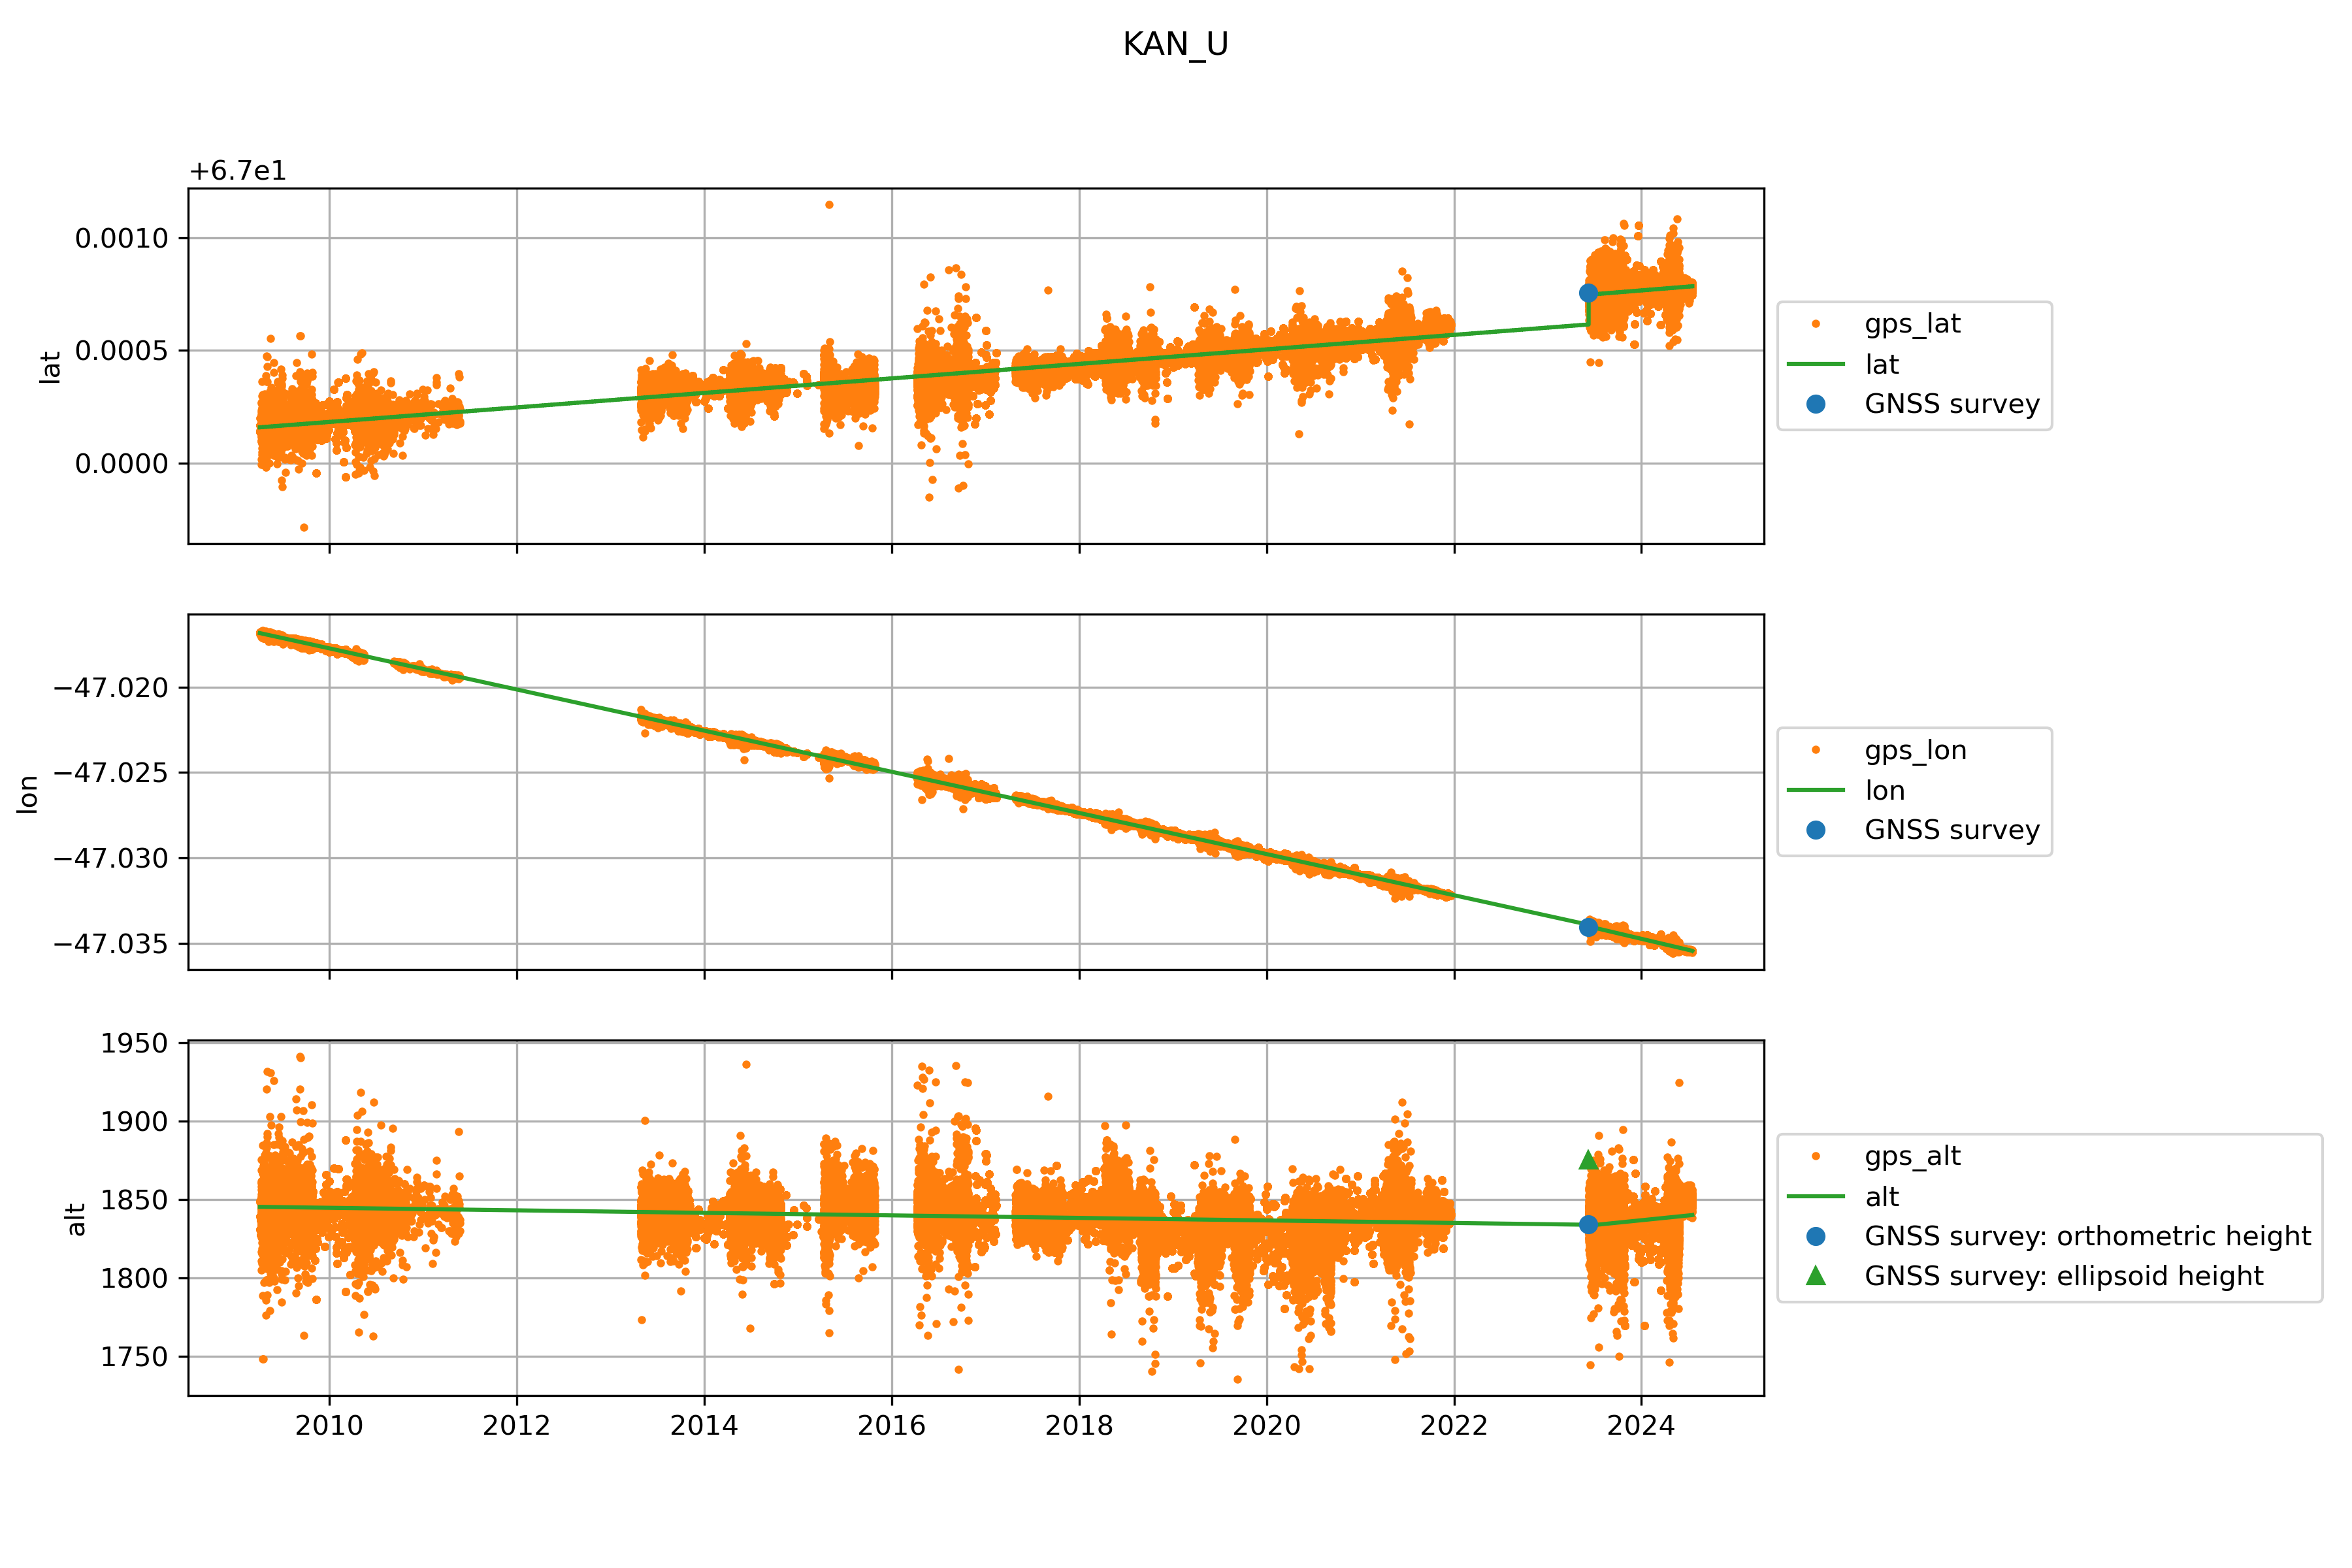 KAN_U
+6.7e1
0.0010
0.0005
0.0000
lat
gps_lat
lat
GNSS survey
−47.020
−47.025
−47.030
−47.035
lon
gps_lon
lon
GNSS survey
1950
1900
1850
1800
1750
alt
gps_alt
alt
GNSS survey: orthometric height
GNSS survey: ellipsoid height
2010 2012 2014 2016 2018 2020 2022 2024